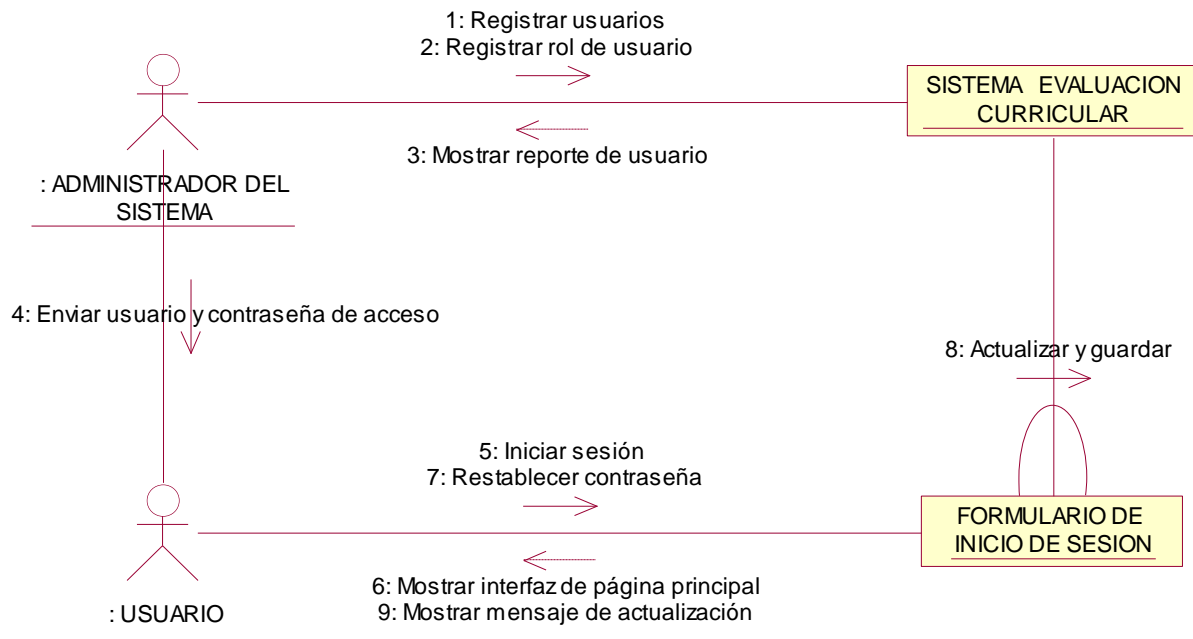 1: Registrar usuarios
2: Registrar rol de usuario
SISTEMA EVALUACION
CURRICULAR
3: Mostrar reporte de usuario
: ADMINISTRADOR DEL
SISTEMA
4: Enviar usuario y contraseña de acceso
8: Actualizar y guardar
5: Iniciar sesión
7: Restablecer contraseña
FORMULARIO DE
INICIO DE SESION
6: Mostrar interfaz de página principal
9: Mostrar mensaje de actualización
: USUARIO